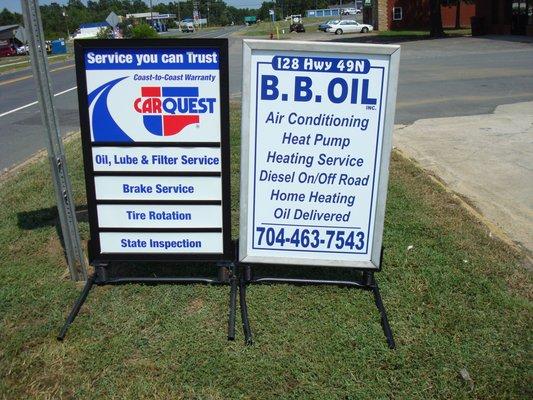 Service you can Trust
Coast-to-Coast Warranty
CARQUEST
Oil, Lube & Filter Service
Brake Service
Tire Rotation
State Inspection
128 Hwy 49N
B.B. OIL INC.
Air Conditioning
Heat Pump
Heating Service
Diesel On/Off Road
Home Heating
Oil Delivered
704-463-7543